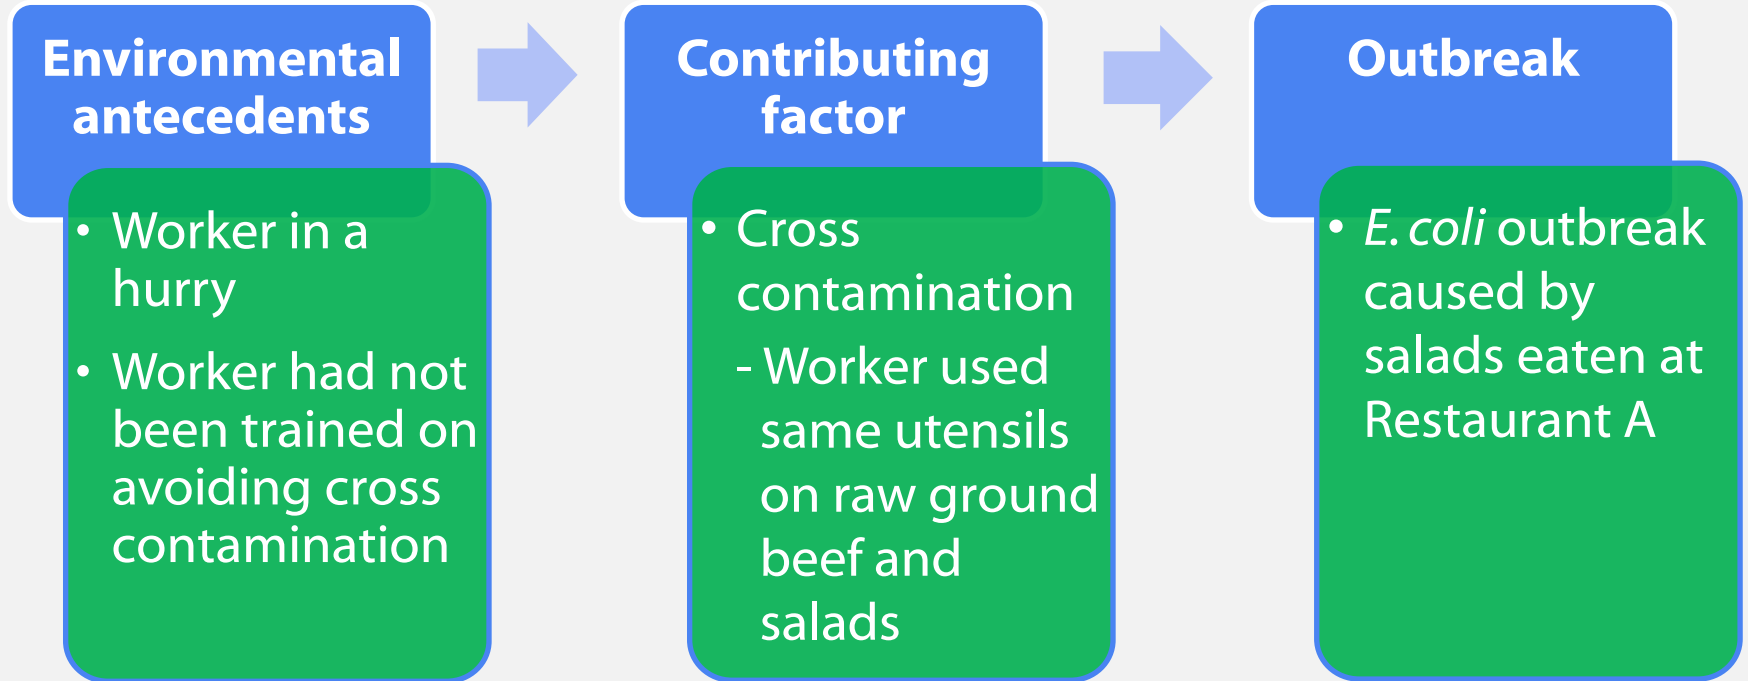 Environmental
antecedents
• Worker in a
hurry
• Worker had not
been trained on
avoiding cross
contamination
Contributing
factor
• Cross
contamination
- Worker used
same utensils
on raw ground
beef and
salads
Outbreak
• E. coli outbreak
caused by
salads eaten at
Restaurant A